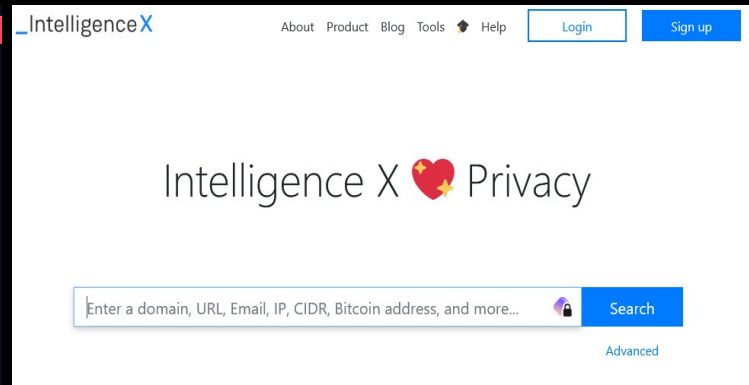 _IntelligenceX
About Product Blog Tools 🎓 Help Login Sign up
Intelligence X 💖 Privacy
Enter a domain, URL, Email, IP, CIDR, Bitcoin address, and more... Search
Advanced